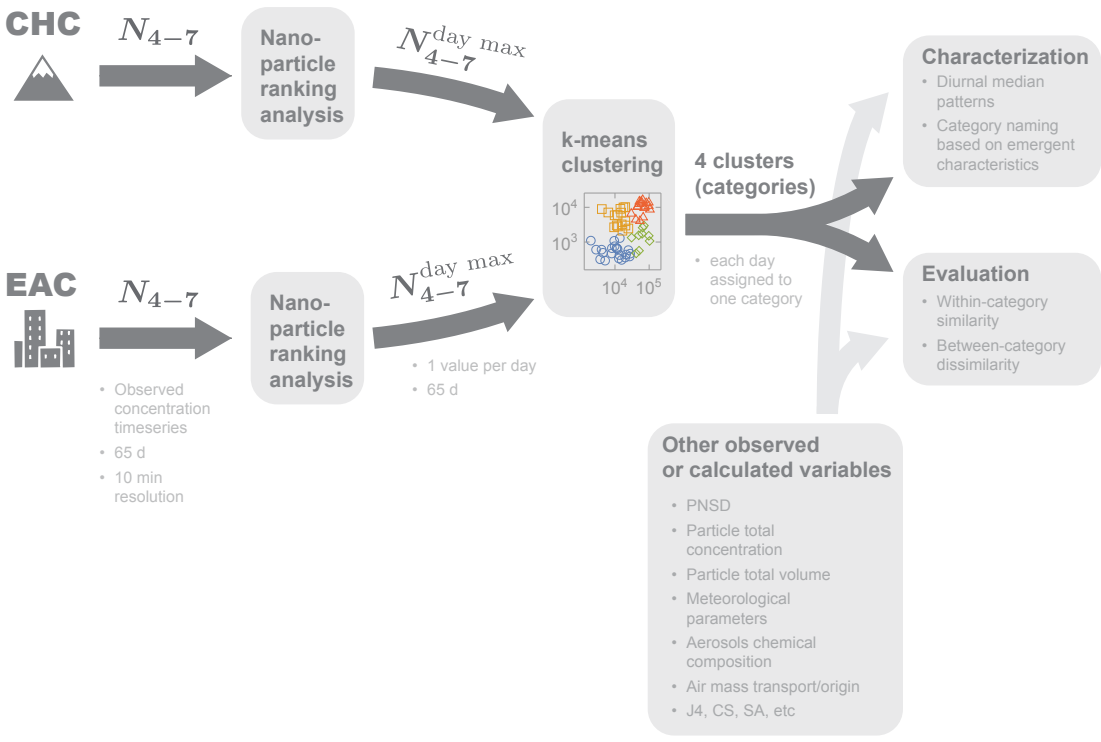 CHC
N4−7
Nano-
particle
ranking
analysis
N4−7 day max
EAC
N4−7
• Observed
concentration
timeseries
• 65 d
• 10 min
resolution
Nano-
particle
ranking
analysis
N4−7 day max
• 1 value per day
• 65 d
k-means
clustering
10^4
10^3
10^4 10^5
4 clusters
(categories)
• each day
assigned to
one category
Characterization
• Diurnal median
patterns
• Category naming
based on emergent
characteristics
Evaluation
• Within-category
similarity
• Between-category
dissimilarity
Other observed
or calculated variables
• PNSD
• Particle total
concentration
• Particle total volume
• Meteorological
parameters
• Aerosols chemical
composition
• Air mass transport/origin
• J4, CS, SA, etc